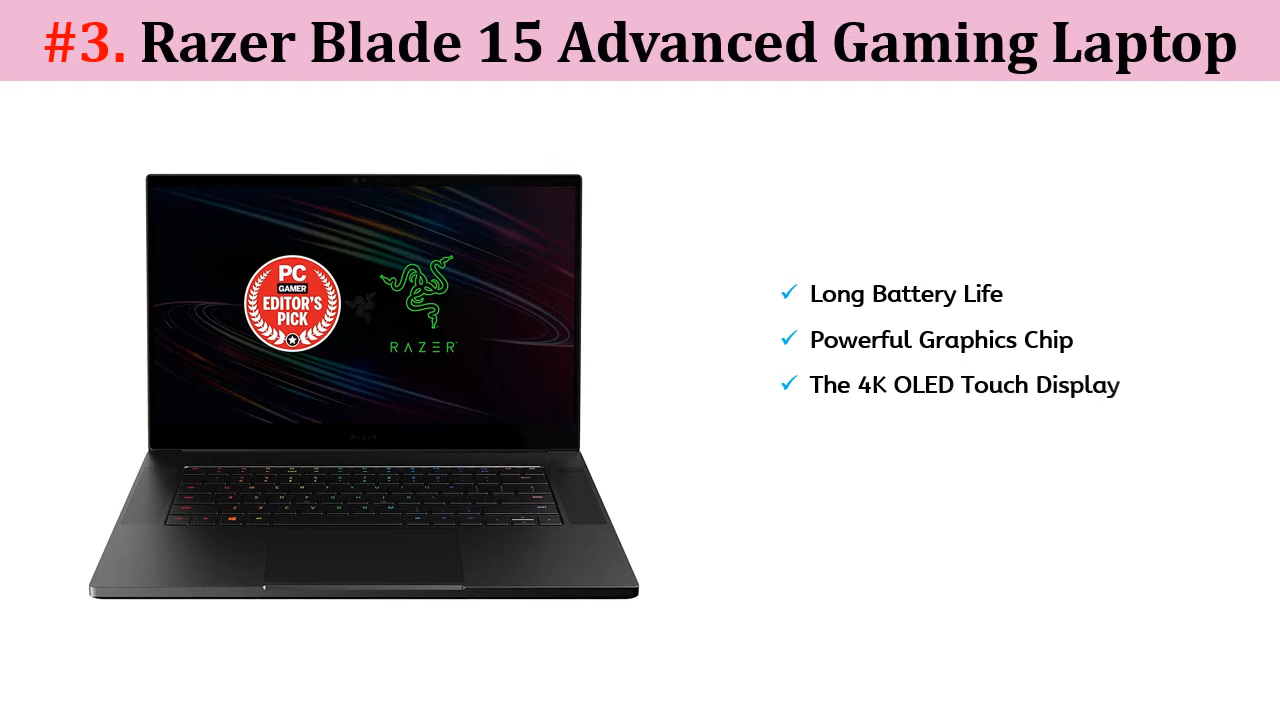 #3. Razer Blade 15 Advanced Gaming Laptop
PC
GAMER
EDITOR'S
PICK
RAZER
Long Battery Life
Powerful Graphics Chip
The 4K OLED Touch Display
RAZER